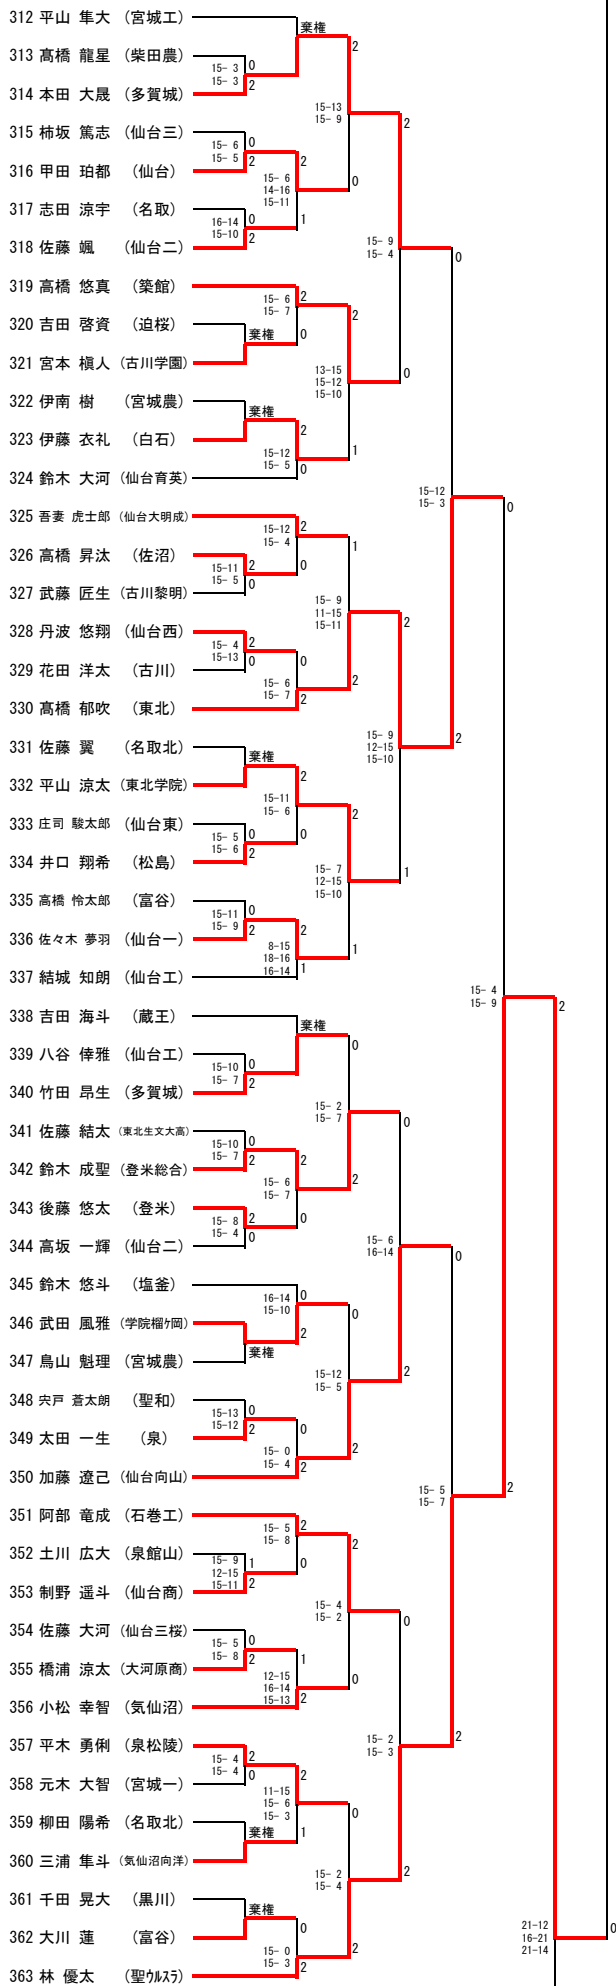 312 平山 隼大 (宮城工)
棄権
2
313 髙橋 龍星 (柴田農)
15- 3 0
15- 3 2
314 本田 大晟 (多賀城)
15-13
15- 9 2
315 柿坂 篤志 (仙台三)
15- 6 0
15- 5 2
316 甲田 珀都 (仙台)
2
15- 6
14-16
15-11
0
317 志田 涼宇 (名取)
16-14 0
15-10 2
1
318 佐藤 颯 (仙台二)
15- 9
15- 4
0
319 高橋 悠真 (築館)
15- 6 2
15- 7 0
2
320 吉田 啓資 (迫桜)
棄権
321 宮本 槇人 (古川学園)
13-15
15-12
15-10
0
322 伊南 樹 (宮城農)
棄権
323 伊藤 衣礼 (白石)
15-12 2
15- 5 0
1
324 鈴木 大河 (仙台育英)
15-12
15- 3
0
325 吾妻 虎士郎 (仙台大明成)
15-12 2
15- 4 0
1
326 高橋 昇汰 (佐沼)
15-11 2
15- 5 0
327 武藤 匠生 (古川黎明)
15- 9
11-15
15-11
2
328 丹波 悠翔 (仙台西)
15- 4 2
15-13 0
329 花田 洋太 (古川)
15- 6 0
15- 7 2
2
330 髙橋 郁吹 (東北)
15- 9
12-15
15-10
2
331 佐藤 翼 (名取北)
棄権
332 平山 涼太 (東北学院)
15-11 2
15- 6 0
2
333 庄司 駿太郎 (仙台東)
15- 5 0
15- 6 2
334 井口 翔希 (松島)
15- 7
12-15
15-10
1
335 高橋 怜太郎 (富谷)
15-11 0
15- 9 2
336 佐々木 夢羽 (仙台一)
2
8-15
18-16
16-14
1
1
337 結城 知朗 (仙台工)
15- 4
15- 9
2
338 吉田 海斗 (蔵王)
棄権
0
339 八谷 倖雅 (仙台工)
15-10 0
15- 7 2
340 竹田 昂生 (多賀城)
15- 2
15- 7
0
341 佐藤 結太 (東北生文大高)
15-10 0
15- 7 2
342 鈴木 成聖 (登米総合)
15- 6 2
15- 7 0
2
343 後藤 悠太 (登米)
15- 8 2
15- 4 0
344 高坂 一輝 (仙台二)
15- 6
16-14
0
345 鈴木 悠斗 (塩釜)
16-14 0
15-10 2
0
346 武田 風雅 (学院榴ケ岡)
棄権
347 鳥山 魁理 (宮城農)
15-12
15- 5
2
348 宍戸 蒼太朗 (聖和)
15-13 0
15-12 2
349 太田 一生 (泉)
15- 0 0
15- 4 2
2
350 加藤 遼己 (仙台向山)
15- 5
15- 7
2
351 阿部 竜成 (石巻工)
15- 5 2
15- 8 0
2
352 土川 広大 (泉館山)
15- 9 1
12-15
15-11 2
353 制野 遥斗 (仙台商)
15- 4
15- 2
0
354 佐藤 大河 (仙台三桜)
15- 5 0
15- 8 2
355 橋浦 涼太 (大河原商)
1
12-15
16-14
15-13
2
0
356 小松 幸智 (気仙沼)
15- 2
15- 3
2
357 平木 勇俐 (泉松陵)
15- 4 2
15- 4 0
358 元木 大智 (宮城一)
2
11-15
15- 6
15- 3
1
0
359 柳田 陽希 (名取北)
棄権
360 三浦 隼斗 (気仙沼向洋)
15- 2
15- 4
2
361 千田 晃大 (黒川)
棄権
362 大川 蓮 (富谷)
15- 0 0
15- 3 2
2
363 林 優太 (聖ウルスラ)
21-12
16-21
21-14
0